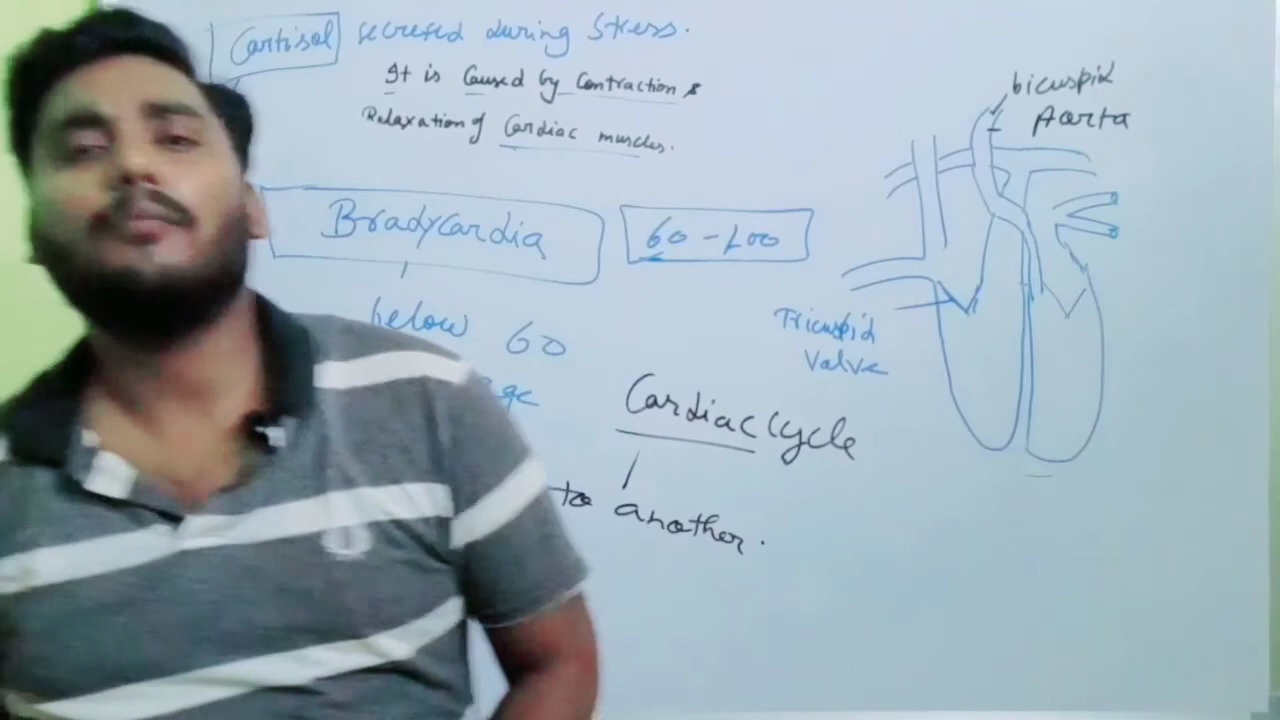 Cortisol secreted during Stress.
It is Caused by Contraction &
Relaxation of Cardiac muscles.
Bradycardia
60-100
below 60
Cardiac Cycle
to another.
bicuspid
Aorta
Tricuspid
Valve